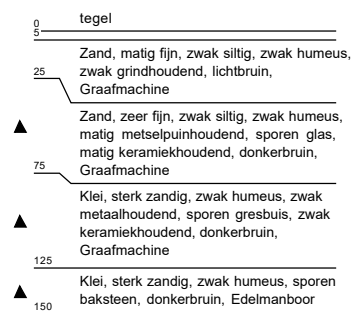 0 tegel
5
Zand, matig fijn, zwak siltig, zwak humeus,
zwak grindhoudend, lichtbruin,
25
Graafmachine
Zand, zeer fijn, zwak siltig, zwak humeus,
matig metselpuinhoudend, sporen glas,
matig keramiekhoudend, donkerbruin,
Graafmachine
75
Klei, sterk zandig, zwak humeus, zwak
metaalhoudend, sporen gresbuis, zwak
keramiekhoudend, donkerbruin,
Graafmachine
125
Klei, sterk zandig, zwak humeus, sporen
baksteen, donkerbruin, Edelmanboor
150